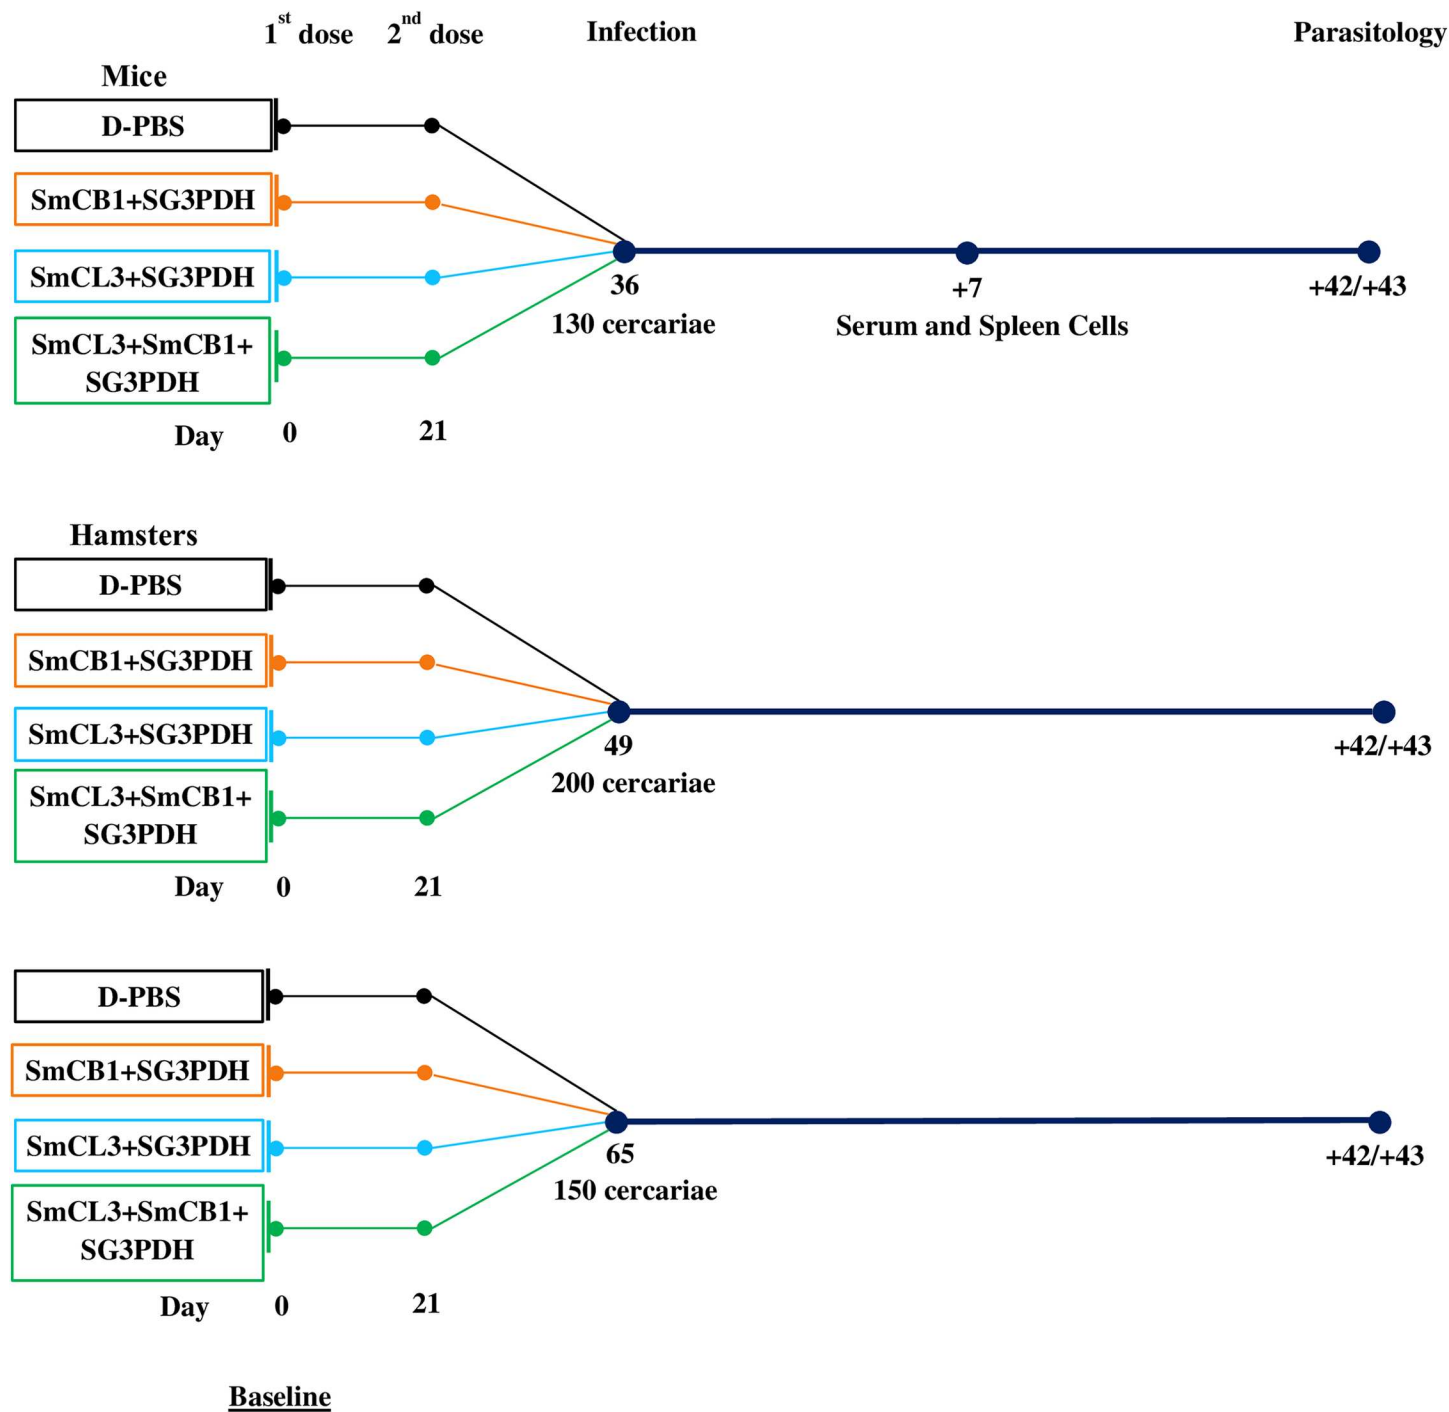 1st dose 2nd dose Infection Parasitology
Mice
D-PBS
SmCB1+SG3PDH
SmCL3+SG3PDH
SmCL3+SmCB1+
SG3PDH
36 +7 +42/+43
130 cercariae Serum and Spleen Cells
Day 0 21
Hamsters
D-PBS
SmCB1+SG3PDH
SmCL3+SG3PDH
SmCL3+SmCB1+
SG3PDH
49 +42/+43
200 cercariae
Day 0 21
D-PBS
SmCB1+SG3PDH
SmCL3+SG3PDH
SmCL3+SmCB1+
SG3PDH
65 +42/+43
150 cercariae
Day 0 21
Baseline